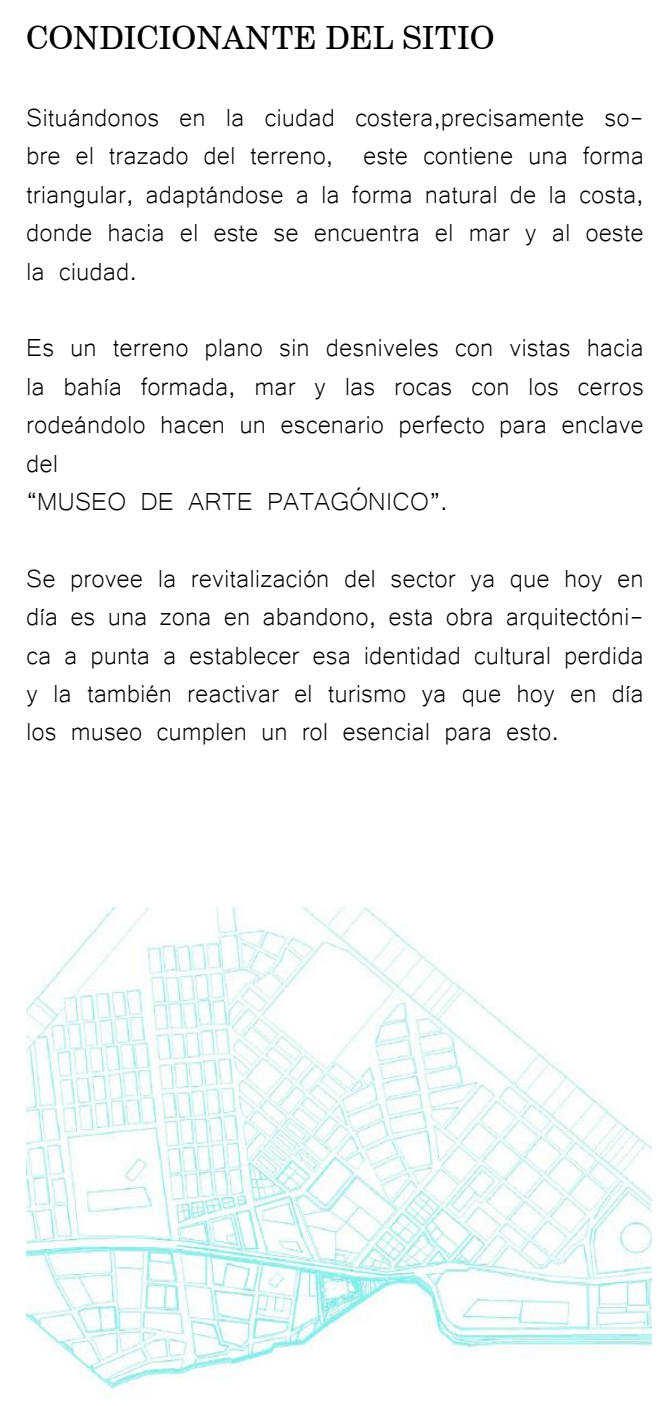 CONDICIONANTE DEL SITIO
Situándonos en la ciudad costera,precisamente so-
bre el trazado del terreno, este contiene una forma
triangular, adaptándose a la forma natural de la costa,
donde hacia el este se encuentra el mar y al oeste
la ciudad.
Es un terreno plano sin desniveles con vistas hacia
la bahía formada, mar y las rocas con los cerros
rodeándolo hacen un escenario perfecto para enclave
del
“MUSEO DE ARTE PATAGÓNICO”.
Se provee la revitalización del sector ya que hoy en
día es una zona en abandono, esta obra arquitectóni-
ca a punta a establecer esa identidad cultural perdida
y la también reactivar el turismo ya que hoy en día
los museo cumplen un rol esencial para esto.